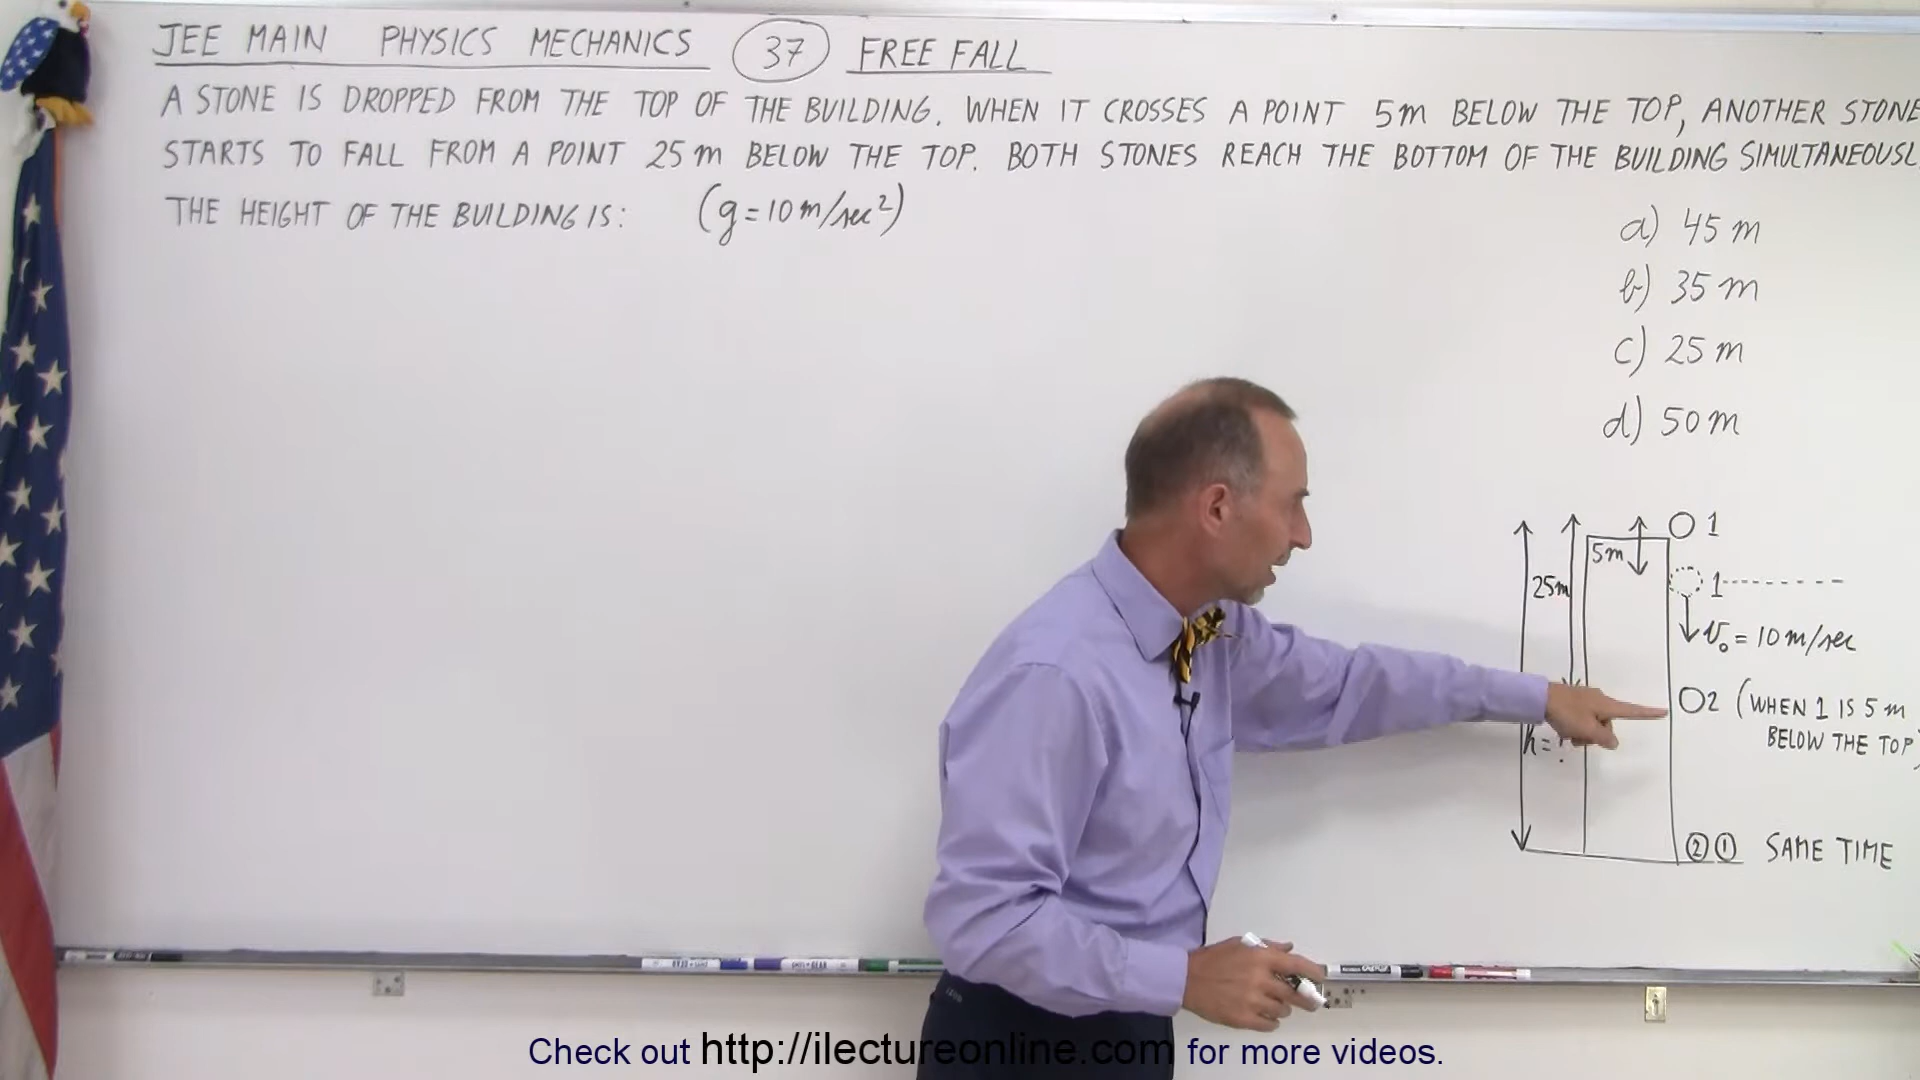 JEE MAIN PHYSICS MECHANICS 37 FREE FALL
A STONE IS DROPPED FROM THE TOP OF THE BUILDING. WHEN IT CROSSES A POINT 5m BELOW THE TOP, ANOTHER STONE
STARTS TO FALL FROM A POINT 25 m BELOW THE TOP. BOTH STONES REACH THE BOTTOM OF THE BUILDING SIMULTANEOUSL
THE HEIGHT OF THE BUILDING IS: (g = 10 m/sec²)
a) 45 m
b) 35 m
c) 25 m
d) 50 m
1
5m
25m 1
v₀ = 10 m/sec
2 (WHEN 1 IS 5 m
BELOW THE TOP)
h = ?
2 1 SAME TIME
Check out http://ilectureonline.com for more videos.